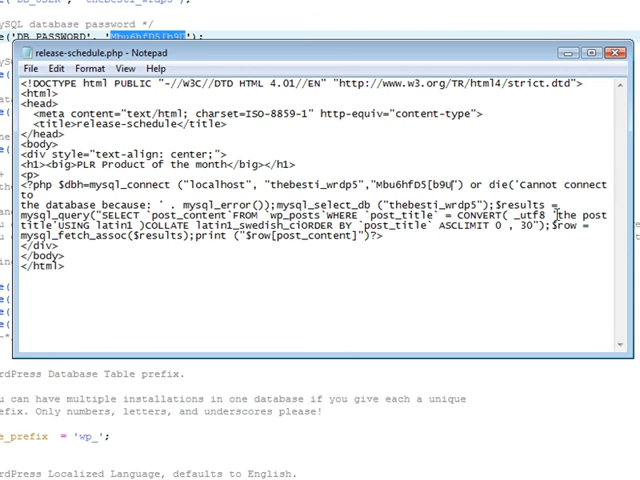 ySQL database password */
e('DB_PASSWORD', 'Mbu6hfD5[b9U');
release-schedule.php - Notepad
File Edit Format View Help
<!DOCTYPE html PUBLIC "-//W3C//DTD HTML 4.01//EN" "http://www.w3.org/TR/html4/strict.dtd">
<html>
<head>
<meta content="text/html; charset=ISO-8859-1" http-equiv="content-type">
<title>release-schedule</title>
</head>
<body>
<div style="text-align: center;">
<h1><big>PLR Product of the month</big></h1>
<p>
<?php $dbh=mysql_connect ("localhost", "thebesti_wrdp5","Mbu6hfD5[b9U") or die('Cannot connect
to
the database because: ' . mysql_error());mysql_select_db ("thebesti_wrdp5");$results =
mysql_query("SELECT `post_content`FROM `wp_posts`WHERE `post_title` = CONVERT( _utf8 'the post
title'USING latin1 )COLLATE latin1_swedish_ciORDER BY `post_title` ASCLIMIT 0 , 30");$row =
mysql_fetch_assoc($results);print ("$row[post_content]")?>
</div>
</body>
</html>
rdPress Database Table prefix.
u can have multiple installations in one database if you give each a unique
efix. Only numbers, letters, and underscores please!
e_prefix = 'wp_';
rdPress Localized Language, defaults to English.